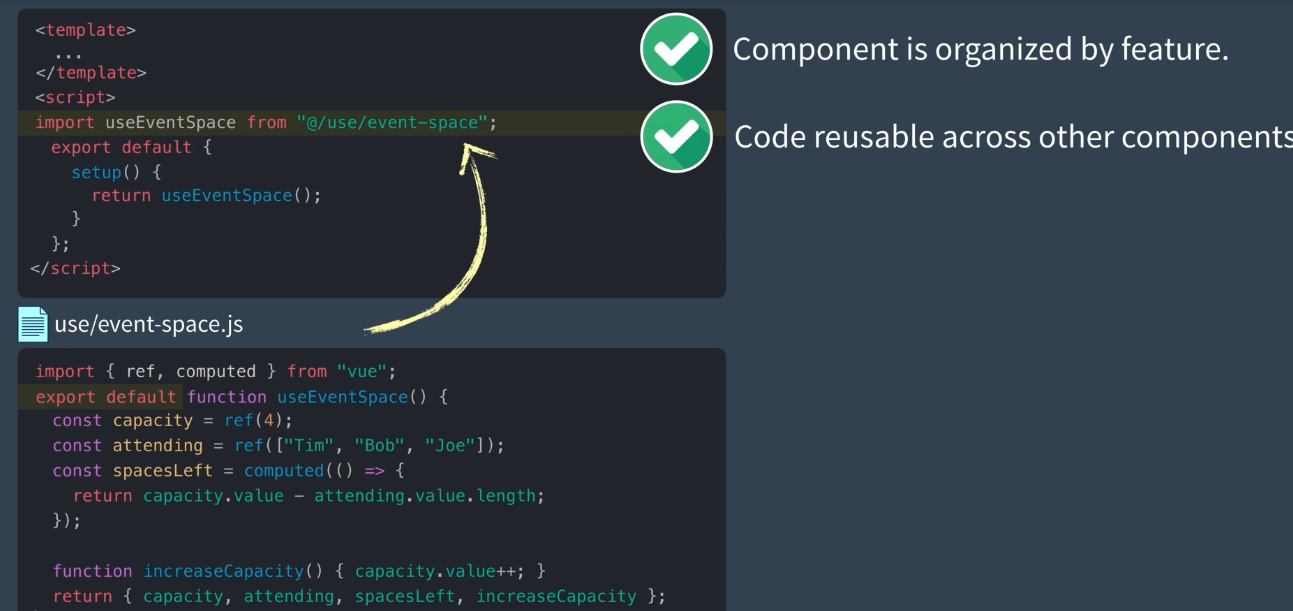 <template>
...
</template>
<script>
import useEventSpace from "@/use/event-space";
export default {
setup() {
return useEventSpace();
}
};
</script>
Component is organized by feature.
Code reusable across other components
use/event-space.js
import { ref, computed } from "vue";
export default function useEventSpace() {
const capacity = ref(4);
const attending = ref(["Tim", "Bob", "Joe"]);
const spacesLeft = computed(() => {
return capacity.value - attending.value.length;
});
function increaseCapacity() { capacity.value++; }
return { capacity, attending, spacesLeft, increaseCapacity };